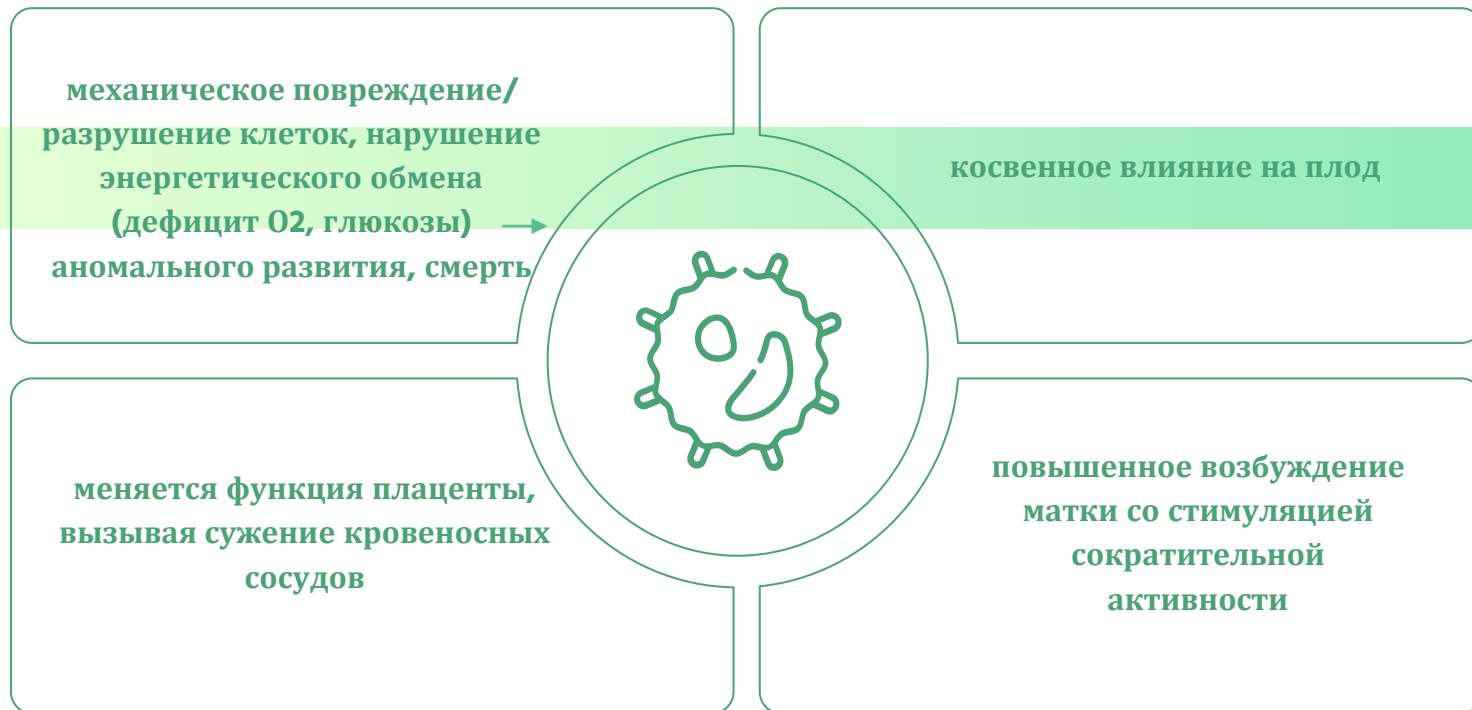 механическое повреждение/
разрушение клеток, нарушение
энергетического обмена
(дефицит О2, глюкозы)
аномального развития, смерть
косвенное влияние на плод
меняется функция плаценты,
вызывая сужение кровеносных
сосудов
повышенное возбуждение
матки со стимуляцией
сократительной
активности